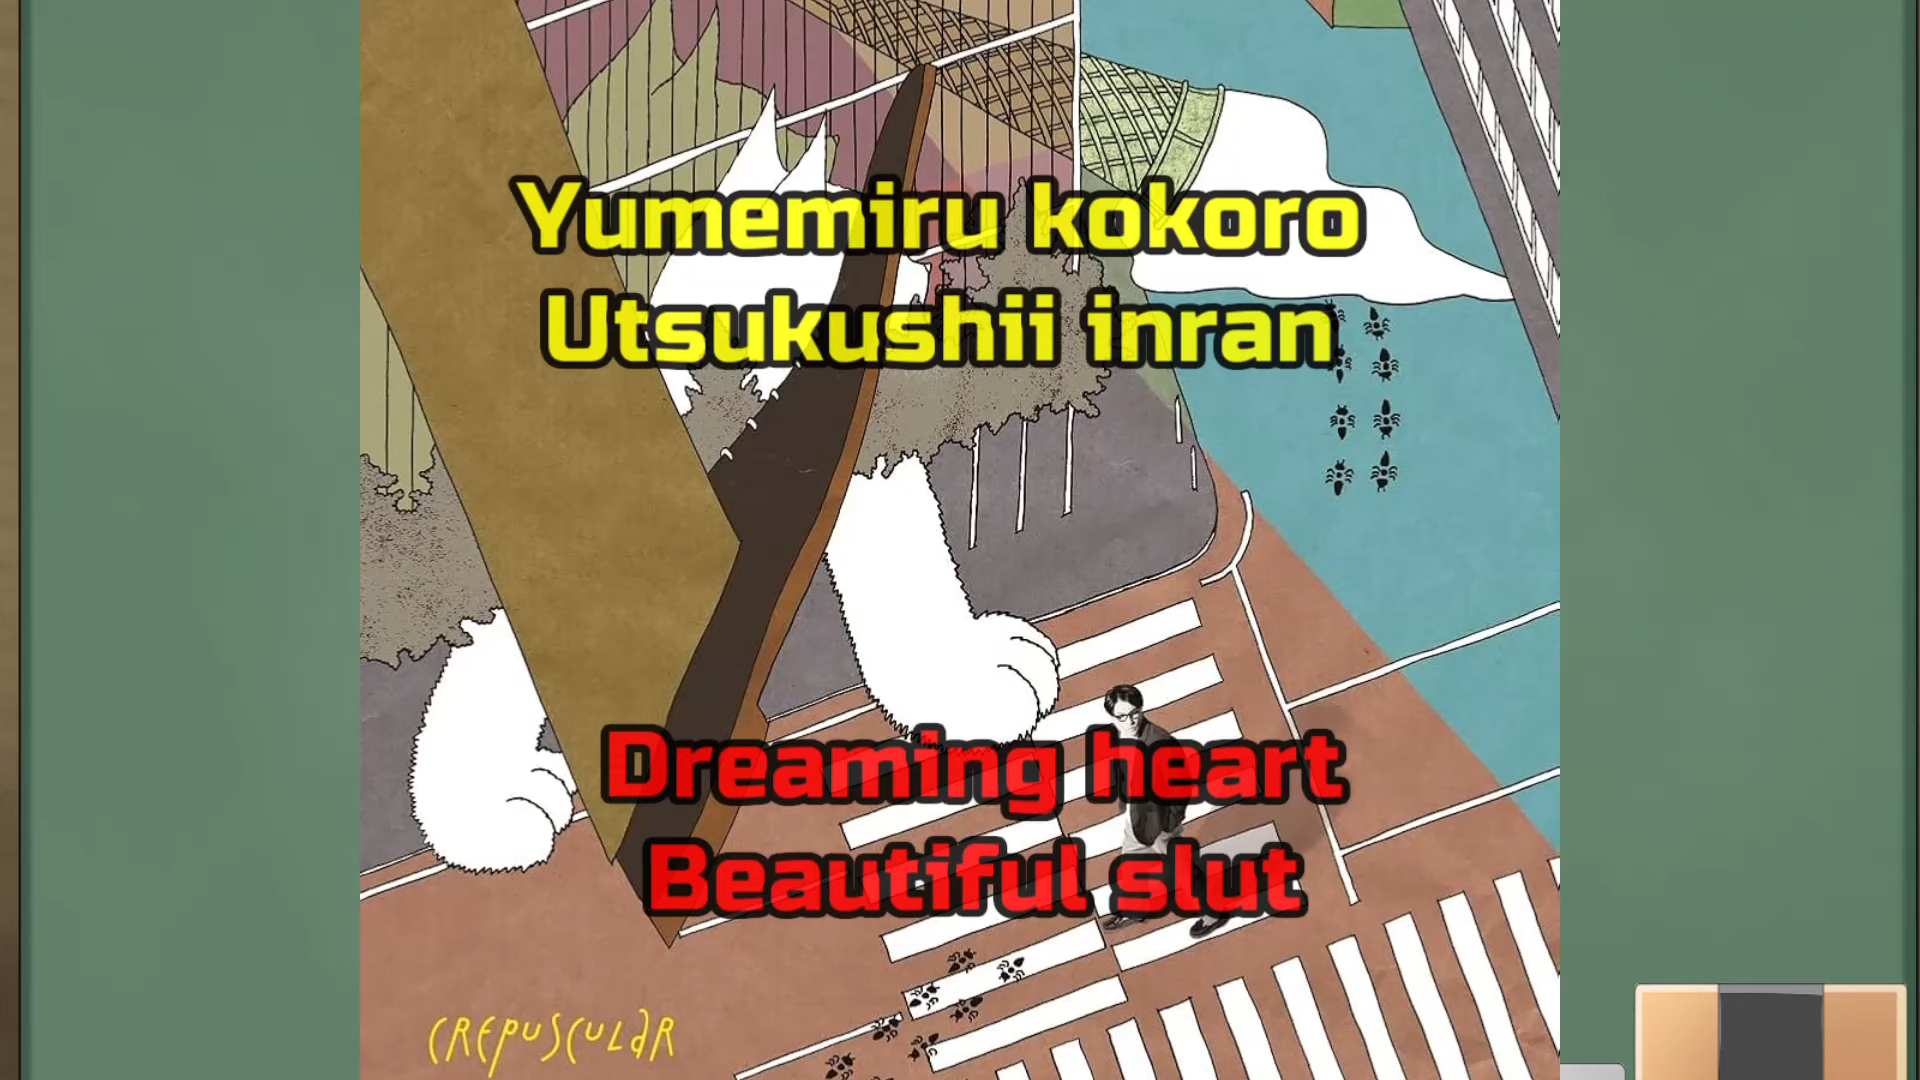 Yumemiru kokoro
Utsukushii inran
Dreaming heart
Beautiful slut
CREPUSCULAR